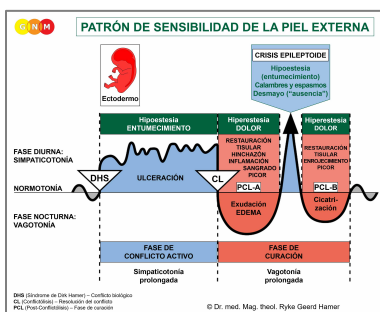 GNM
PATRÓN DE SENSIBILIDAD DE LA PIEL EXTERNA
Ectodermo
CRISIS EPILEPTOIDE
Hipoestesia
(entumecimiento)
Calambres y espasmos
Desmayo ("ausencia")
Hipoestesia
ENTUMECIMIENTO
Hiperestesia
DOLOR
Hiperestesia
DOLOR
FASE DIURNA:
SIMPATICOTONÍA
RESTAURACIÓN
TISULAR
HINCHAZÓN
INFLAMACIÓN
SANGRADO
PICOR
RESTAURACIÓN
TISULAR
ENROJECIMIENTO
PICOR
DHS
ULCERACIÓN
CL
PCL-A
PCL-B
NORMOTONÍA
Exudación
EDEMA
Cicatri-
zación
FASE NOCTURNA:
VAGOTONÍA
FASE DE
CONFLICTO ACTIVO
FASE DE
CURACIÓN
Simpaticotonía
prolongada
Vagotonía
prolongada
DHS (Síndrome de Dirk Hamer) – Conflicto biológico
CL (Conflictólisis) – Resolución del conflicto
PCL (Post-Conflictólisis) – Fase de curación
© Dr. med. Mag. theol. Ryke Geerd Hamer